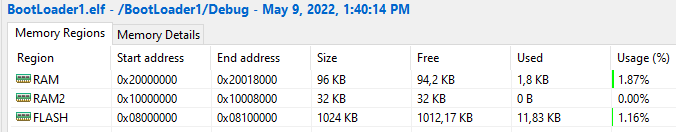 BootLoader1.elf - /BootLoader1/Debug - May 9, 2022, 1:40:14 PM
Memory Regions Memory Details
Region Start address End address Size Free Used Usage (%)
RAM 0x20000000 0x20018000 96 KB 94,2 KB 1,8 KB 1.87%
RAM2 0x10000000 0x10008000 32 KB 32 KB 0 B 0.00%
FLASH 0x08000000 0x08100000 1024 KB 1012,17 KB 11,83 KB 1.16%